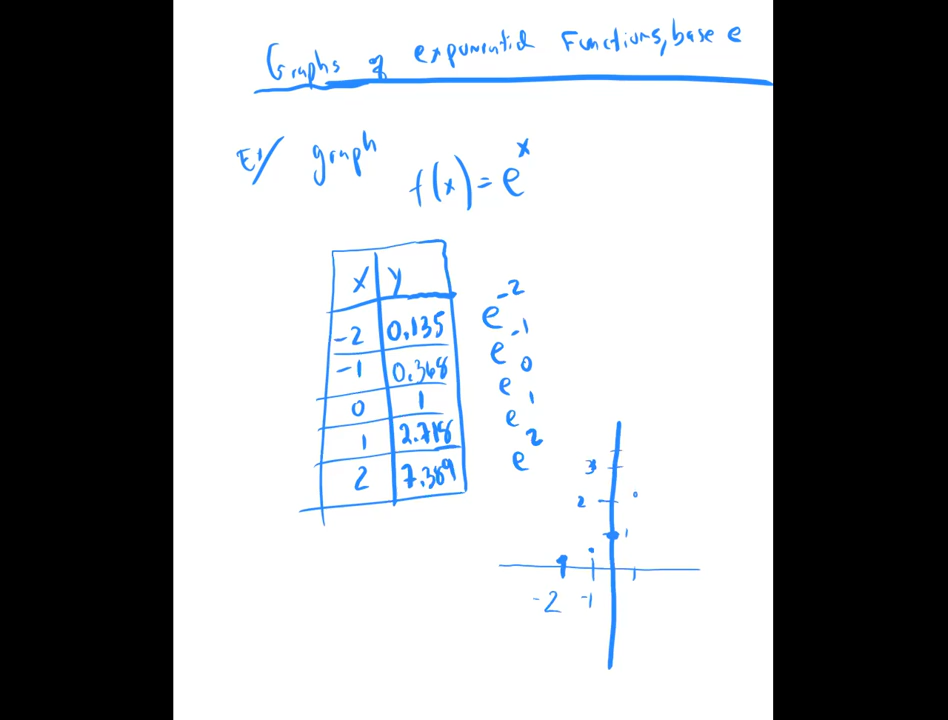 Graphs of exponential Functions, base e
Ex/ graph
f(x) = e^x
x y
-2 0.135 e^-2
-1 0.368 e^-1
0 1 e^0
1 2.718 e^1
2 7.389 e^2
3
2
1
-2 -1 1